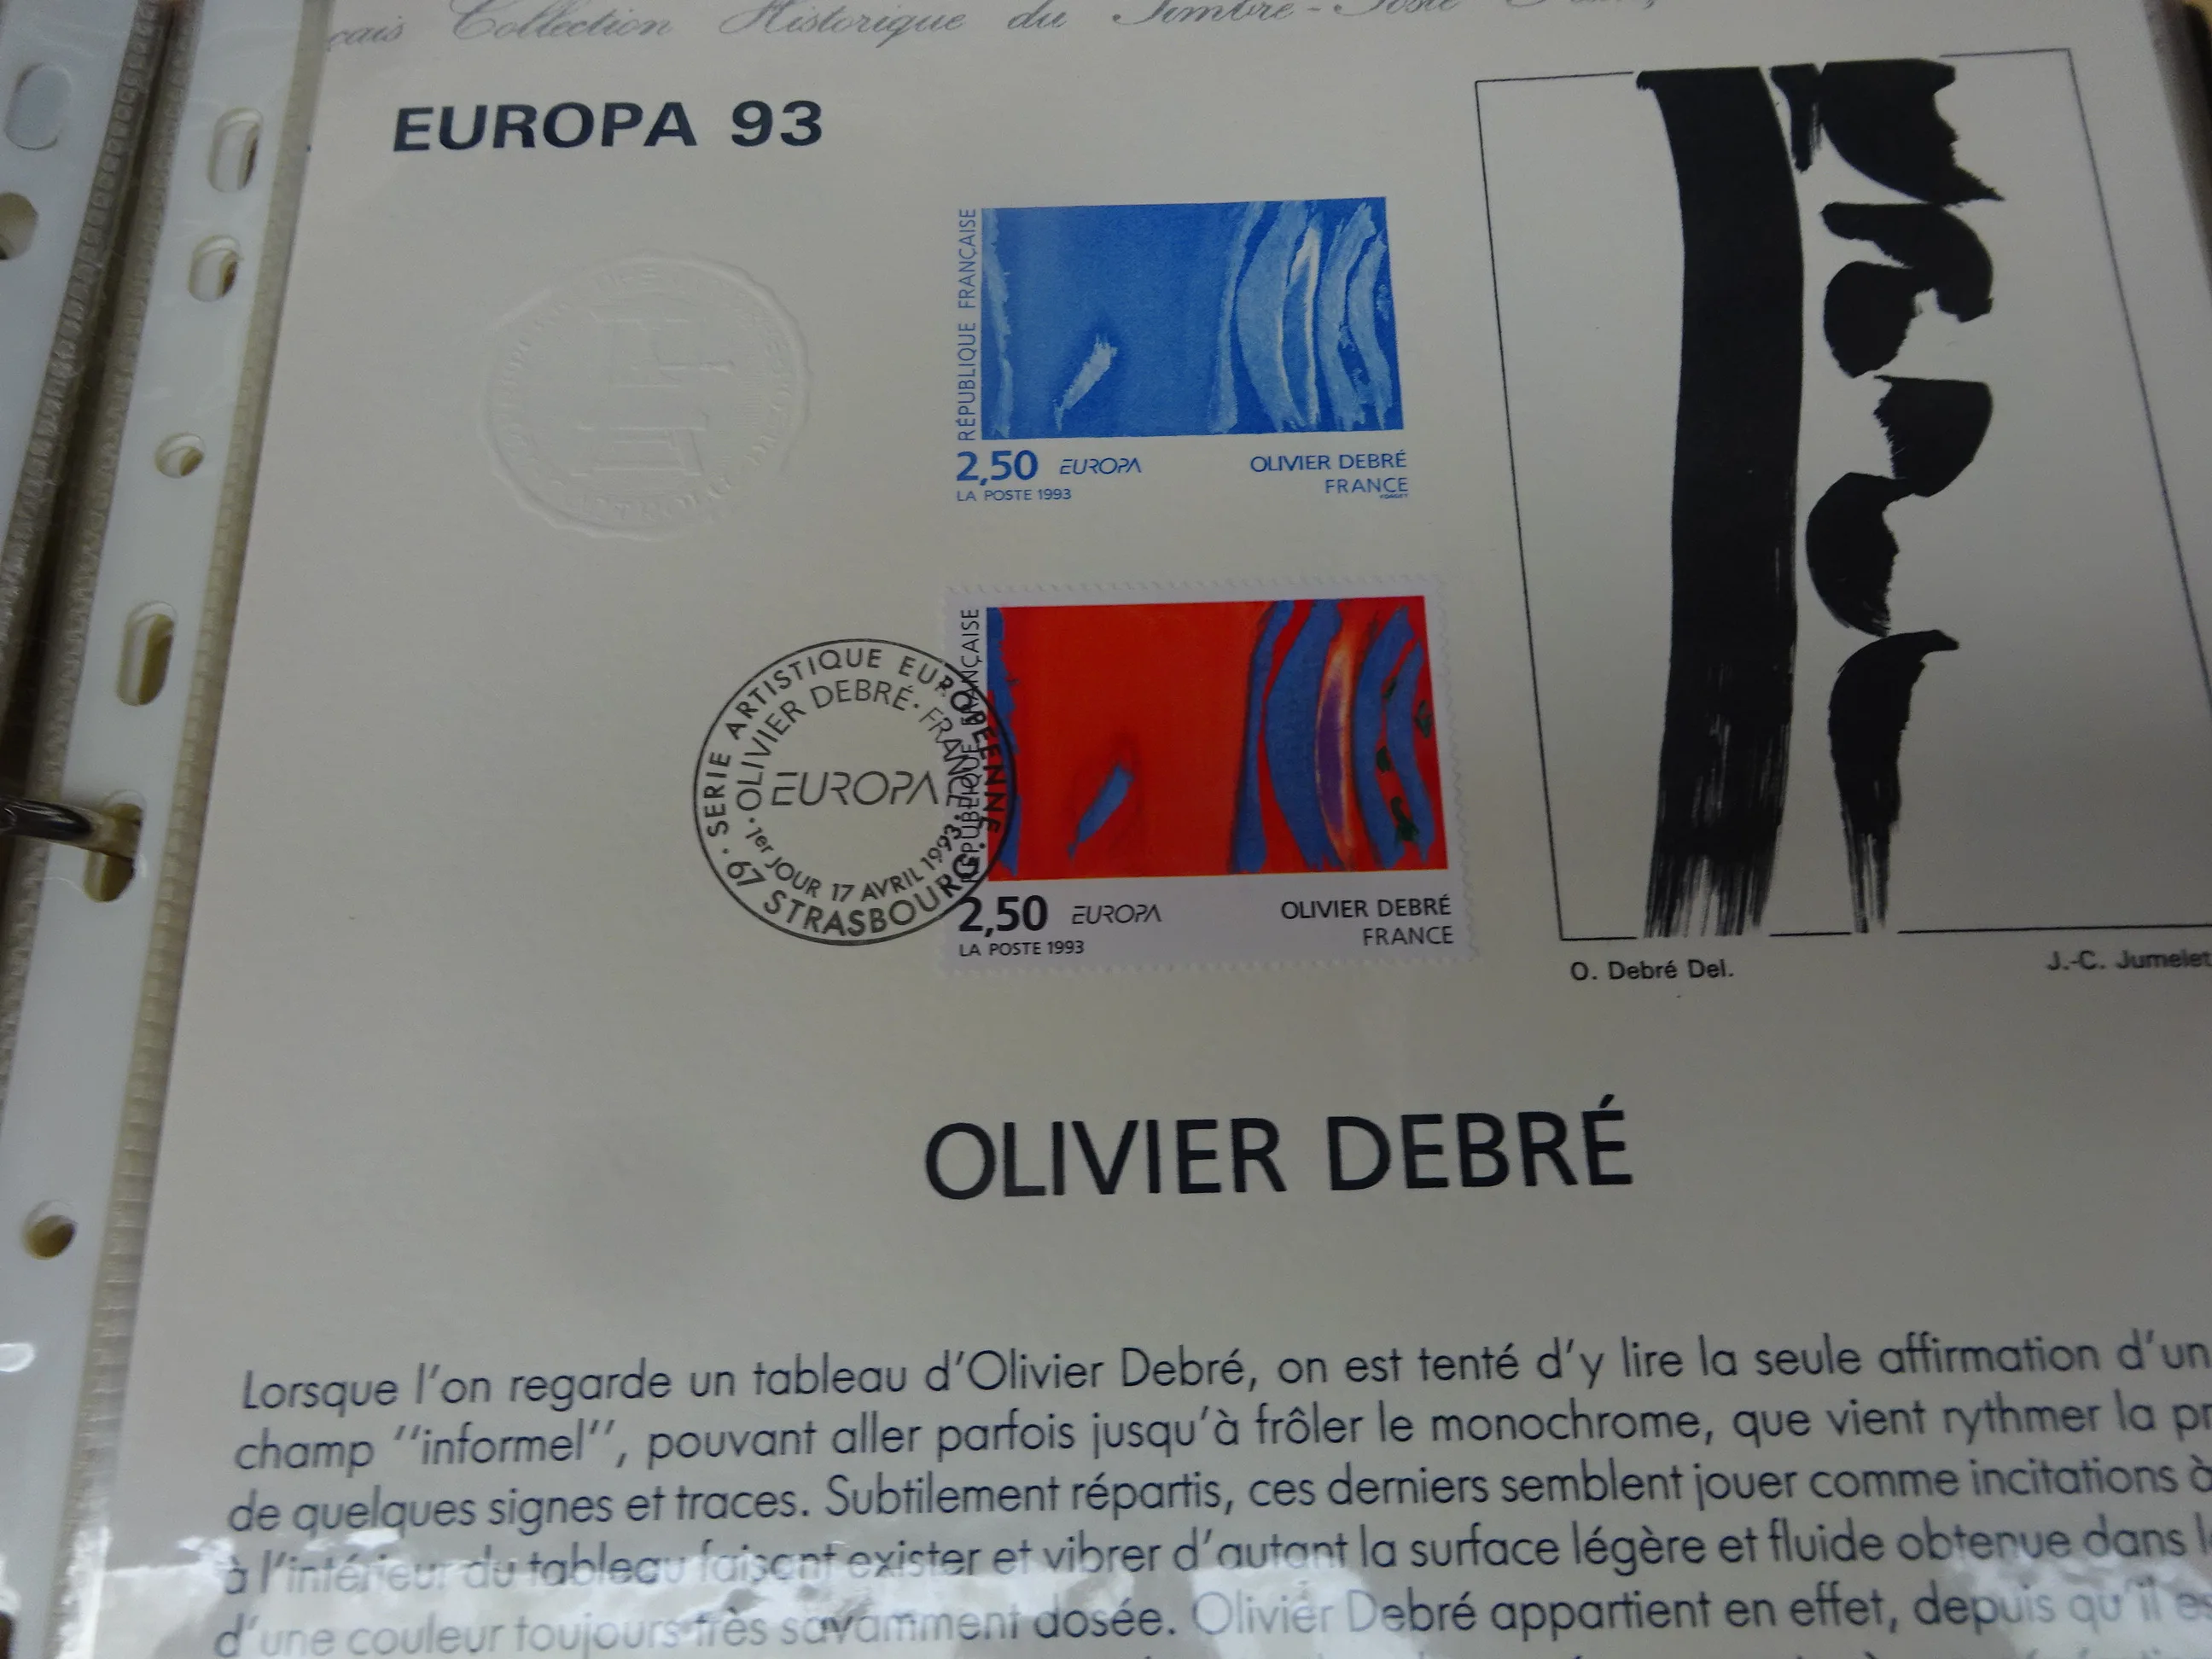 Collection Historique du Timbre-Poste
EUROPA 93
RÉPUBLIQUE FRANÇAISE
2,50 EUROPA OLIVIER DEBRÉ
LA POSTE 1993 FRANCE
RÉPUBLIQUE FRANÇAISE
SERIE ARTISTIQUE EUROPEENNE
OLIVIER DEBRÉ · FRANCE
EUROPA
1er JOUR 17 AVRIL 1993
67 STRASBOURG
2,50 EUROPA OLIVIER DEBRÉ
LA POSTE 1993 FRANCE
O. Debré Del. J.-C. Jumelet
OLIVIER DEBRÉ
Lorsque l'on regarde un tableau d'Olivier Debré, on est tenté d'y lire la seule affirmation d'un
champ "informel", pouvant aller parfois jusqu'à frôler le monochrome, que vient rythmer la
de quelques signes et traces. Subtilement répartis, ces derniers semblent jouer comme incitations à
à l'intérieur du tableau faisant exister et vibrer d'autant la surface légère et fluide obtenue dans
d'une couleur toujours très savamment dosée. Olivier Debré appartient en effet, depuis qu'il